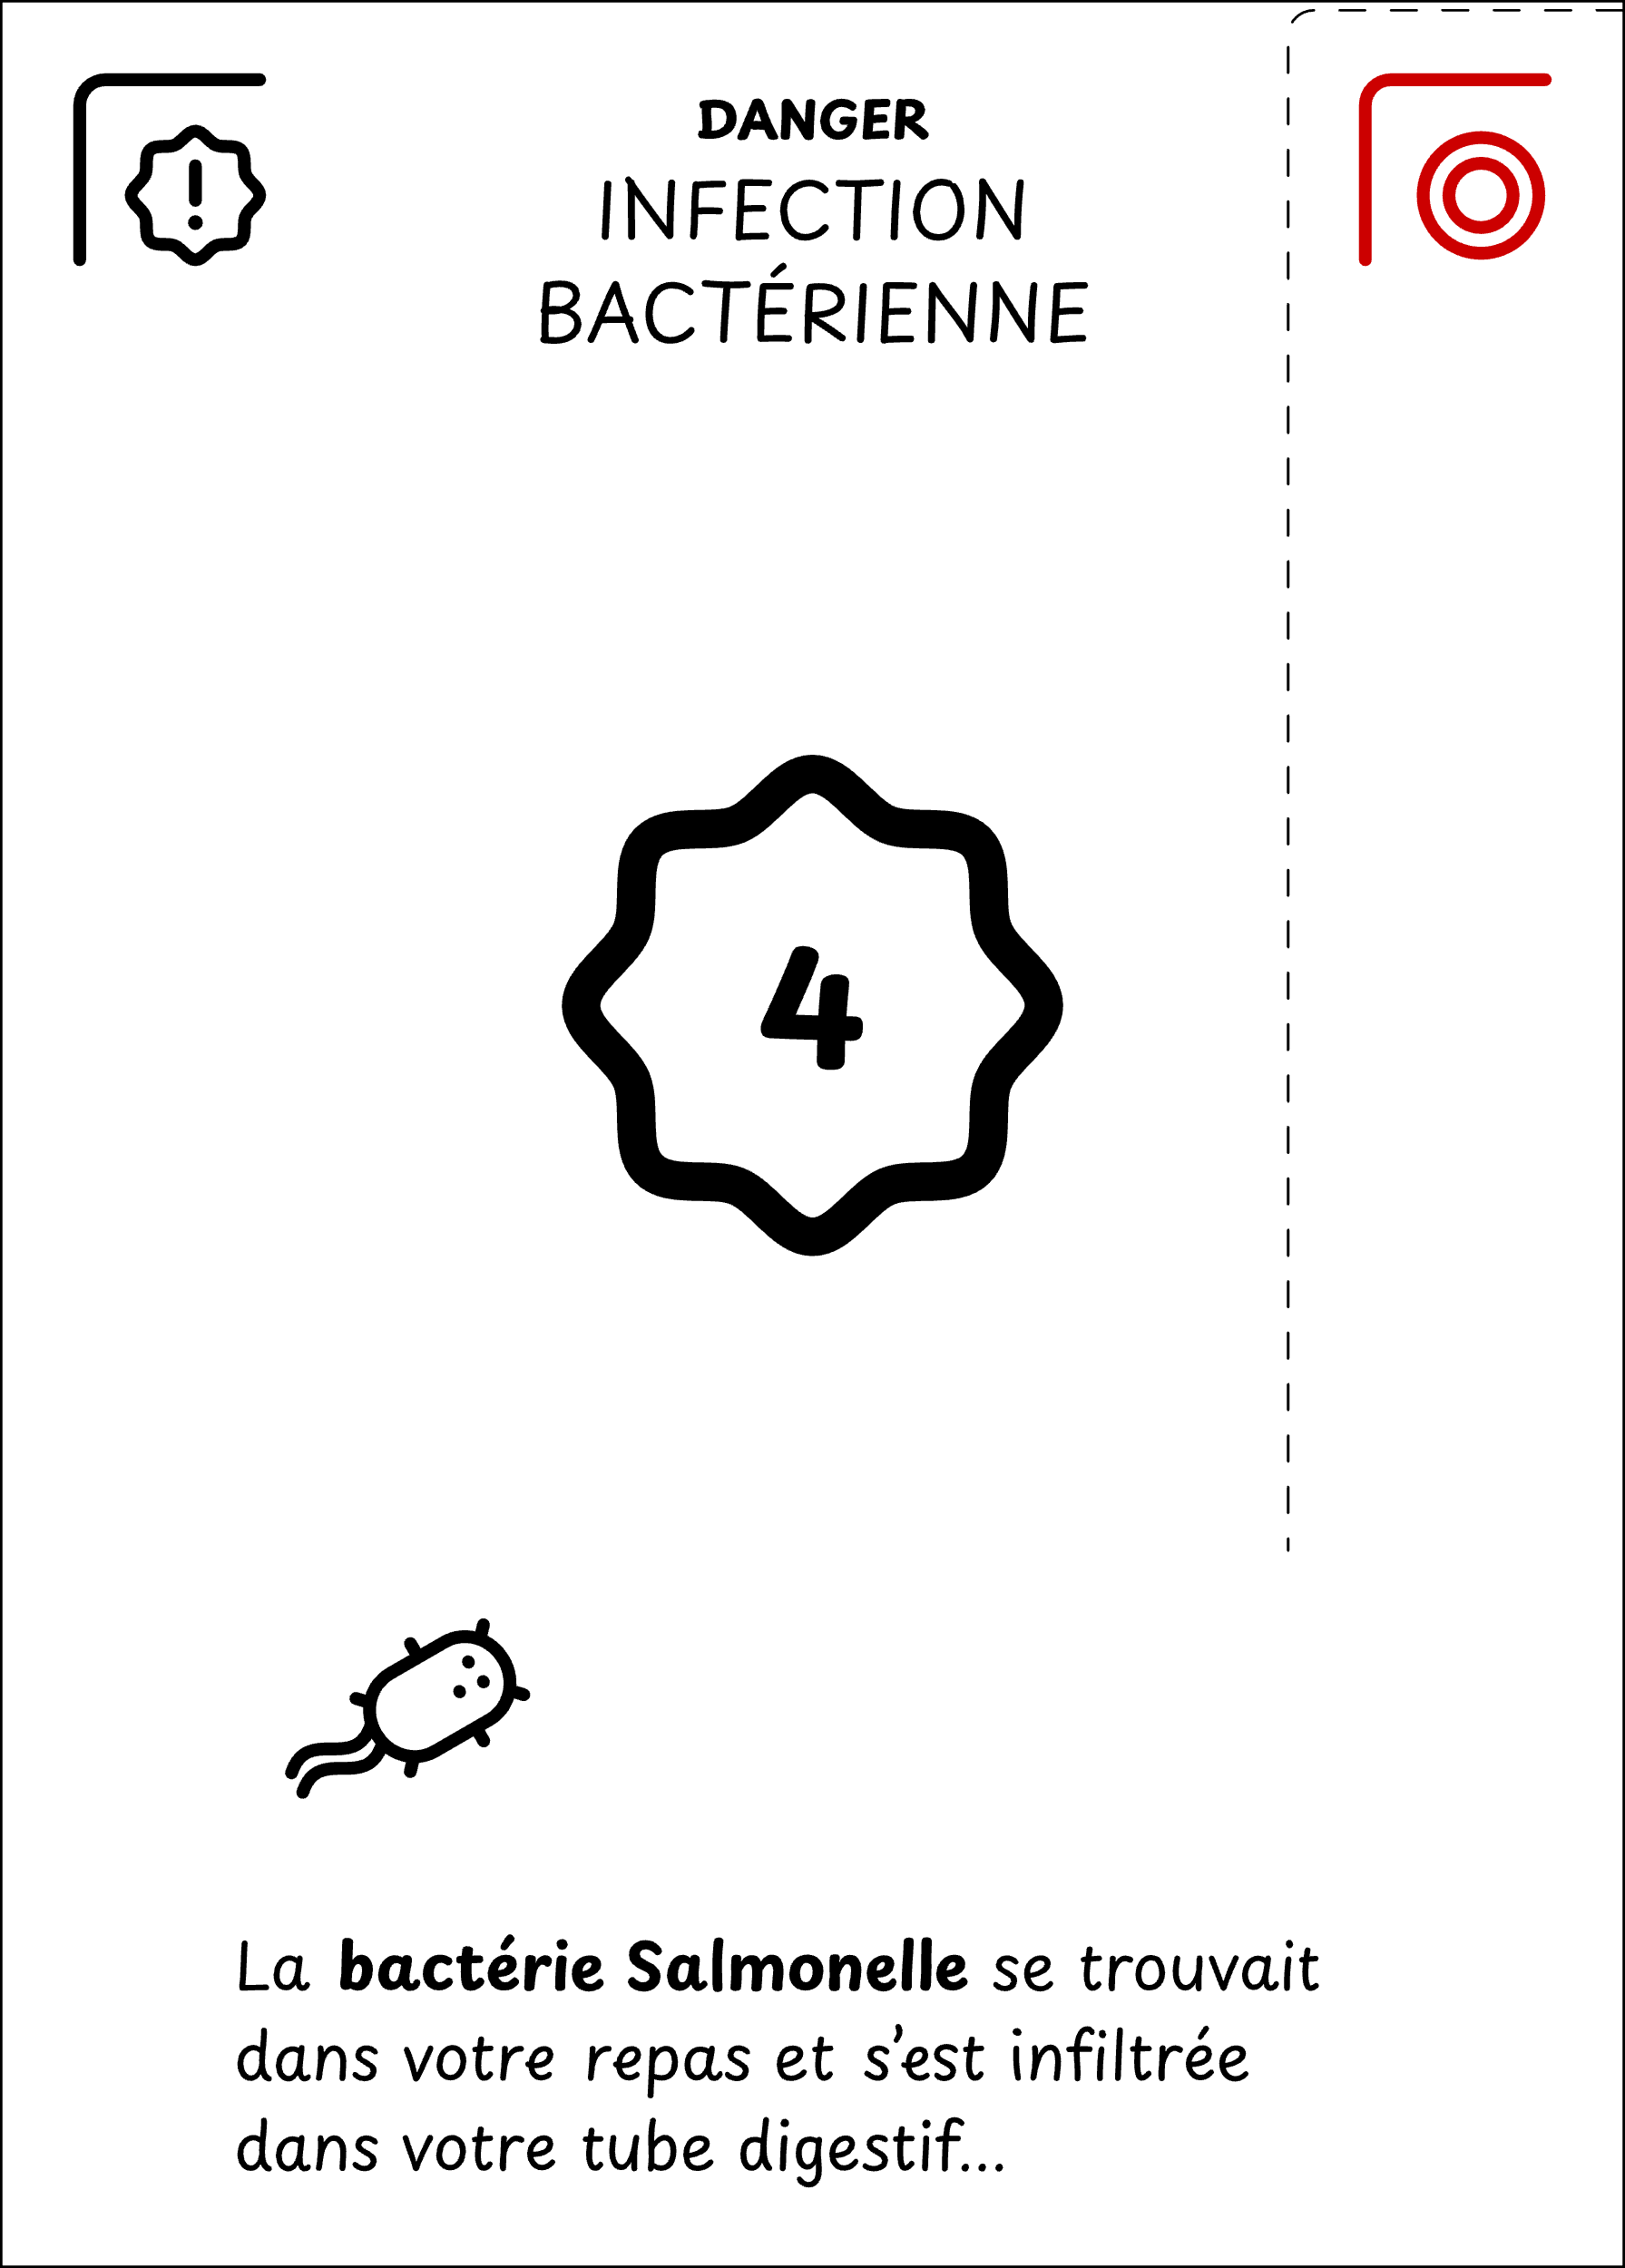 !
DANGER
INFECTION
BACTÉRIENNE
4
La bactérie Salmonelle se trouvait
dans votre repas et s'est infiltrée
dans votre tube digestif...